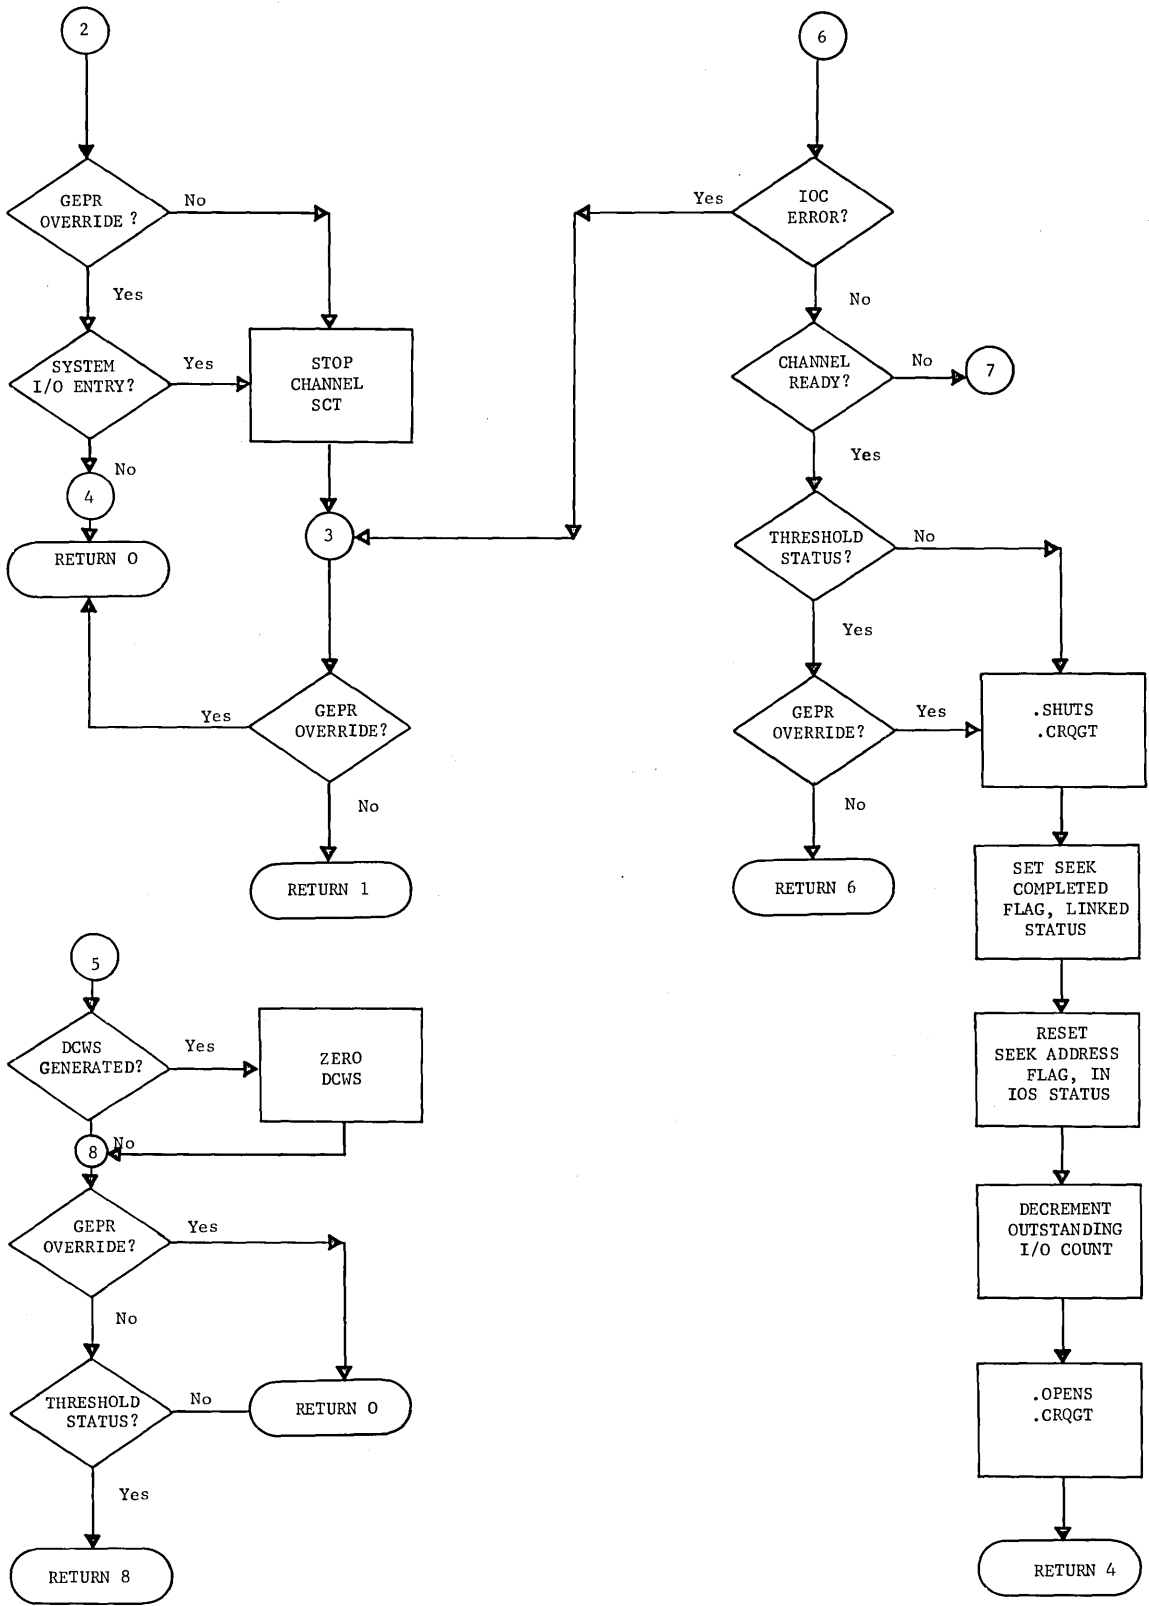 2
GEPR
OVERRIDE ?
No
Yes
SYSTEM
I/O ENTRY?
Yes
No
STOP
CHANNEL
SCT
4
RETURN 0
3
GEPR
OVERRIDE?
Yes
No
RETURN 1
5
DCWS
GENERATED?
Yes
ZERO
DCWS
No
8
GEPR
OVERRIDE?
Yes
No
THRESHOLD
STATUS?
No
RETURN 0
Yes
RETURN 8
6
IOC
ERROR?
Yes
No
CHANNEL
READY?
No
7
Yes
THRESHOLD
STATUS?
No
Yes
GEPR
OVERRIDE?
Yes
No
RETURN 6
.SHUTS
.CRQGT
SET SEEK
COMPLETED
FLAG, LINKED
STATUS
RESET
SEEK ADDRESS
FLAG, IN
IOS STATUS
DECREMENT
OUTSTANDING
I/O COUNT
.OPENS
.CRQGT
RETURN 4